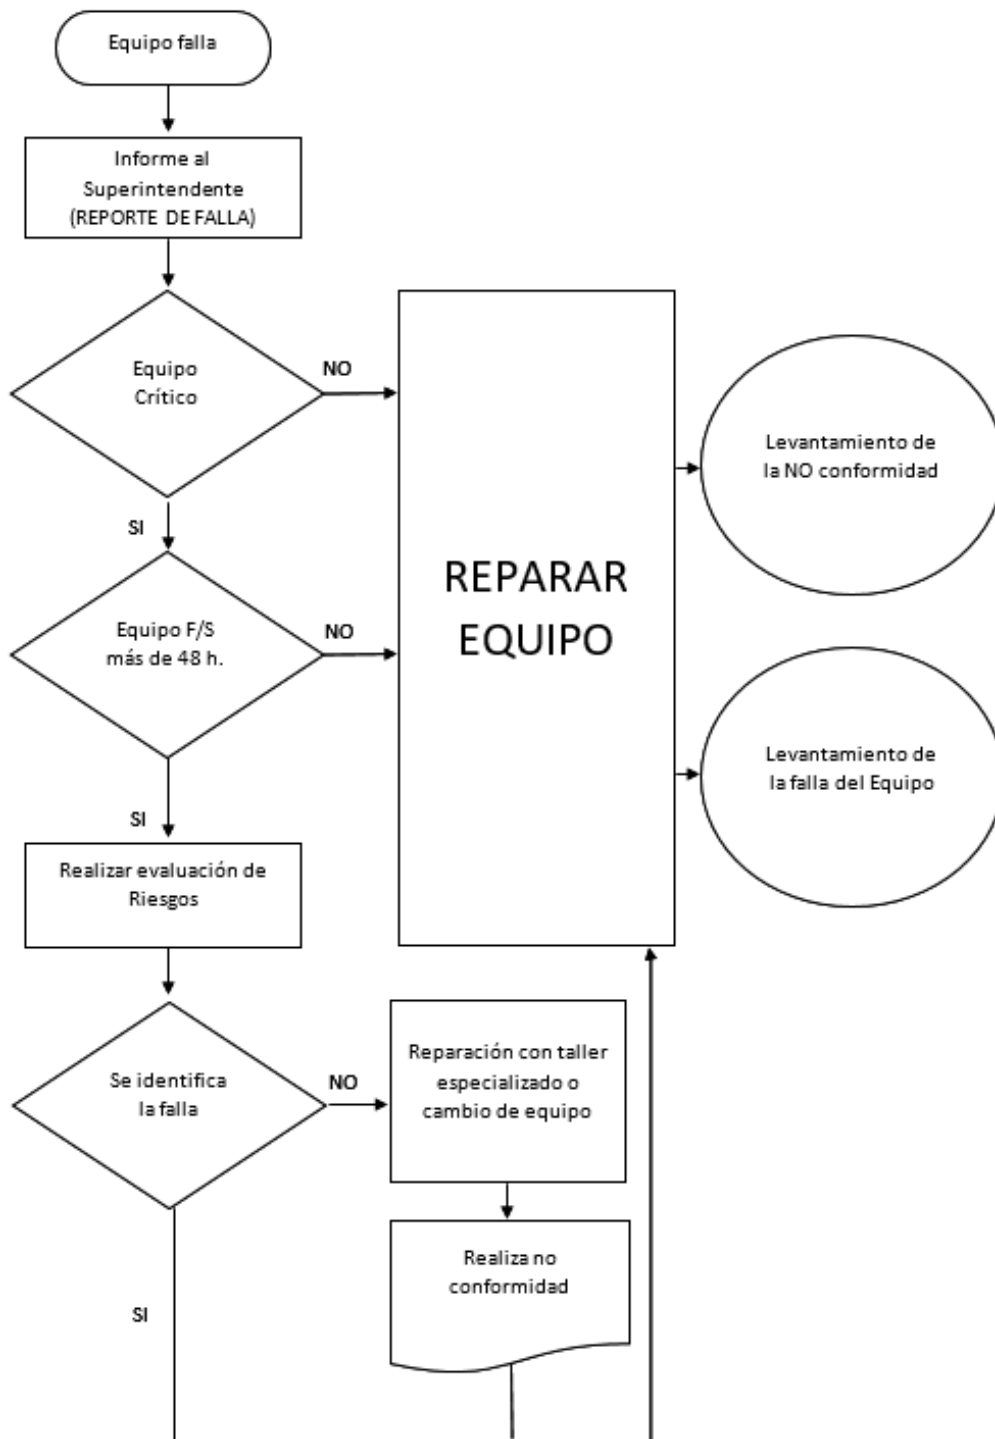 Equipo falla
Informe al
Superintendente
(REPORTE DE FALLA)
Equipo
Crítico
NO
SI
Equipo F/S
más de 48 h.
NO
SI
REPARAR
EQUIPO
Levantamiento de
la NO conformidad
Levantamiento de
la falla del Equipo
Realizar evaluación de
Riesgos
Se identifica
la falla
NO
SI
Reparación con taller
especializado o
cambio de equipo
Realiza no
conformidad